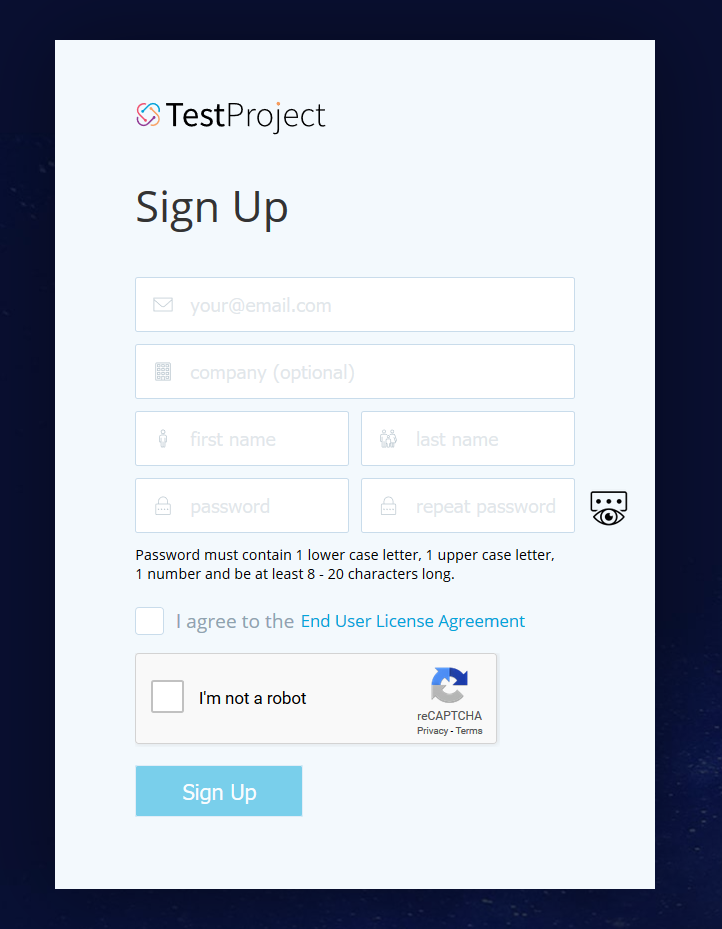 TestProject
Sign Up
your@email.com
company (optional)
first name last name
password repeat password
Password must contain 1 lower case letter, 1 upper case letter,
1 number and be at least 8 - 20 characters long.
I agree to the End User License Agreement
I'm not a robot
reCAPTCHA
Privacy - Terms
Sign Up